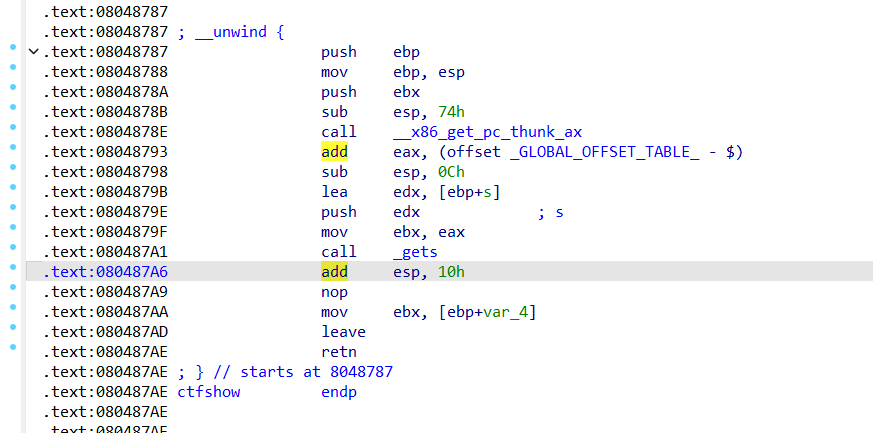 .text:08048787
.text:08048787 ; __unwind {
.text:08048787 push ebp
.text:08048788 mov ebp, esp
.text:0804878A push ebx
.text:0804878B sub esp, 74h
.text:0804878E call __x86_get_pc_thunk_ax
.text:08048793 add eax, (offset _GLOBAL_OFFSET_TABLE_ - $)
.text:08048798 sub esp, 0Ch
.text:0804879B lea edx, [ebp+s]
.text:0804879E push edx ; s
.text:0804879F mov ebx, eax
.text:080487A1 call _gets
.text:080487A6 add esp, 10h
.text:080487A9 nop
.text:080487AA mov ebx, [ebp+var_4]
.text:080487AD leave
.text:080487AE retn
.text:080487AE ; } // starts at 8048787
.text:080487AE ctfshow endp
.text:080487AE
.text:080487AE